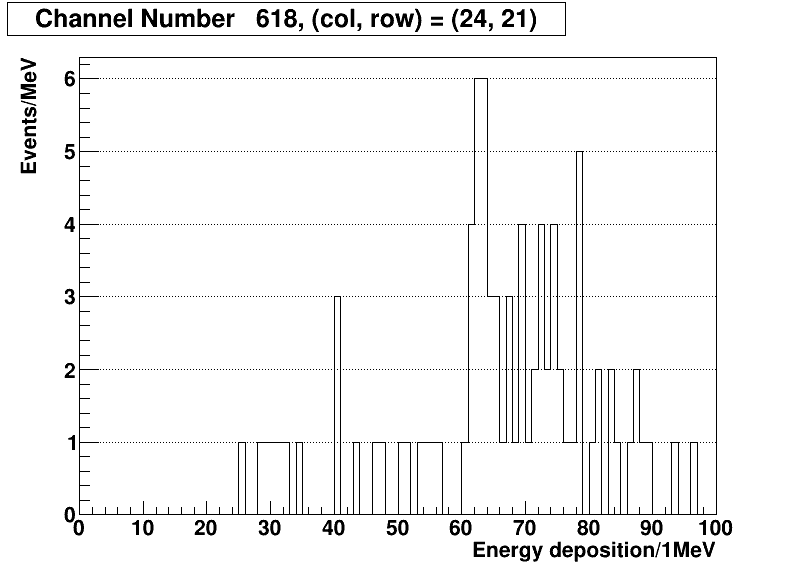 Channel Number 618, (col, row) = (24, 21)
Events/MeV
6
5
4
3
2
1
0
0 10 20 30 40 50 60 70 80 90 100
Energy deposition/1MeV